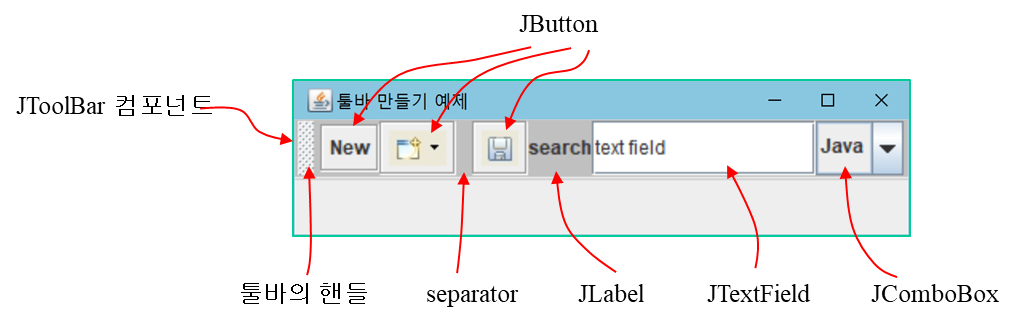 JButton
JToolBar 컴포넌트
툴바 만들기 예제
New
search
text field
Java
툴바의 핸들
separator
JLabel
JTextField
JComboBox